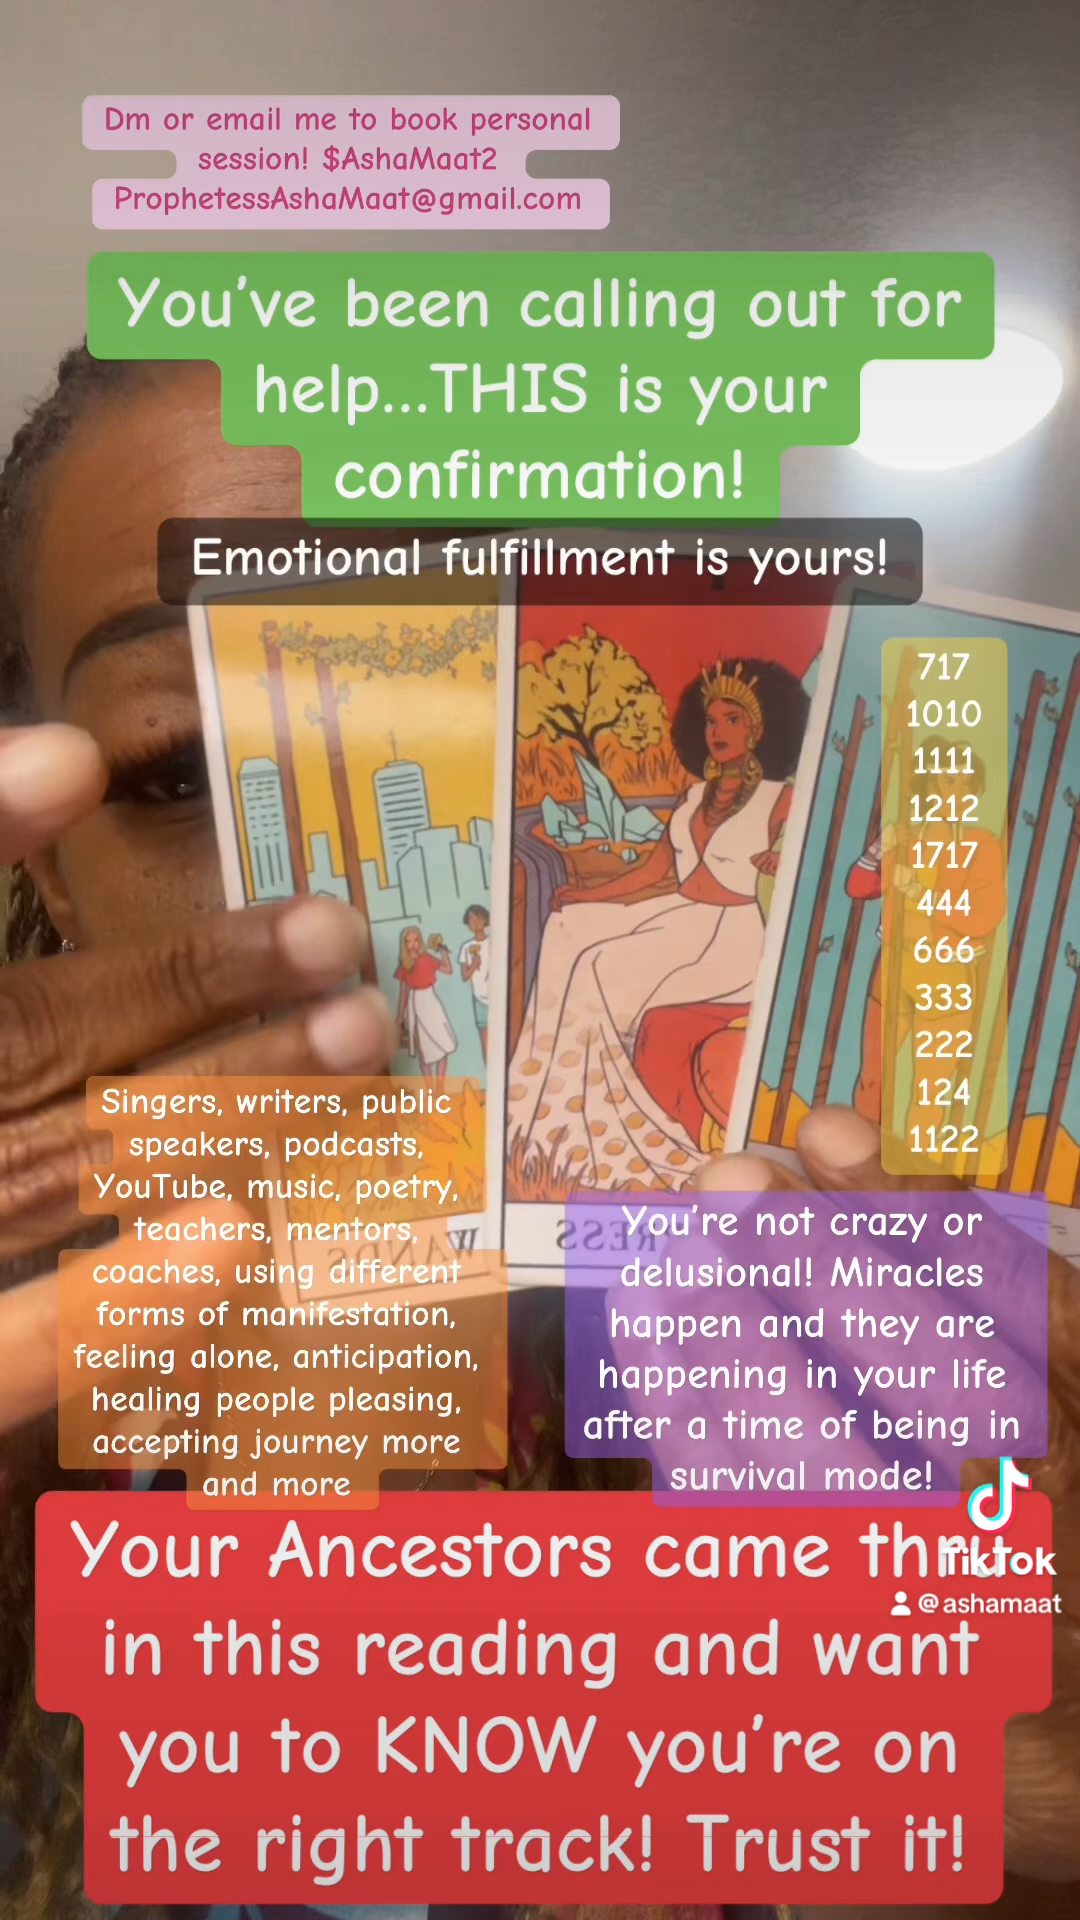 Dm or email me to book personal
session! $AshaMaat2
ProphetessAshaMaat@gmail.com
You've been calling out for
help...THIS is your
confirmation!
Emotional fulfillment is yours!
717
1010
1111
1212
1717
444
666
333
222
124
1122
Singers, writers, public
speakers, podcasts,
YouTube, music, poetry,
teachers, mentors,
coaches, using different
forms of manifestation,
feeling alone, anticipation,
healing people pleasing,
accepting journey more
and more
WANDS
IV
You're not crazy or
delusional! Miracles
happen and they are
happening in your life
after a time of being in
survival mode!
Your Ancestors came thru
in this reading and want
you to KNOW you're on
the right track! Trust it!
TikTok
@ashamaat